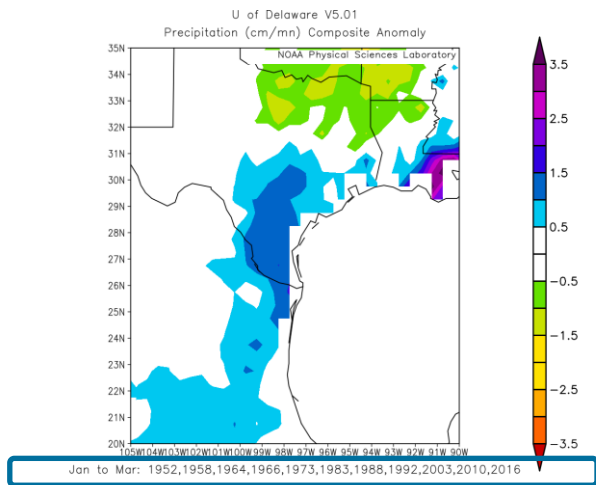 U of Delaware V5.01
Precipitation (cm/mn) Composite Anomaly
NOAA Physical Sciences Laboratory
35N
34N
33N
32N
31N
30N
29N
28N
27N
26N
25N
24N
23N
22N
21N
20N
105W 104W 103W 102W 101W 100W 99W 98W 97W 96W 95W 94W 93W 92W 91W 90W
3.5
2.5
1.5
0.5
-0.5
-1.5
-2.5
-3.5
Jan to Mar: 1952,1958,1964,1966,1973,1983,1988,1992,2003,2010,2016